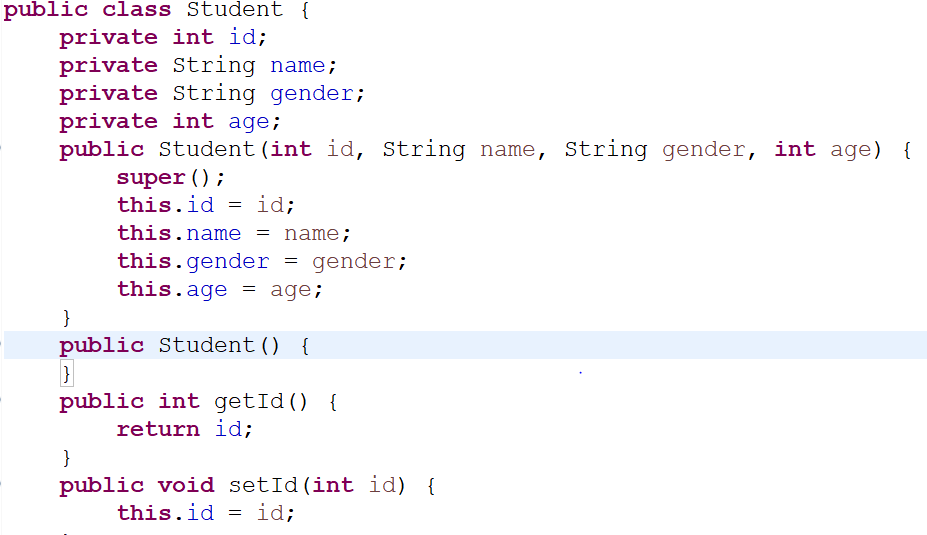 public class Student {
    private int id;
    private String name;
    private String gender;
    private int age;
    public Student(int id, String name, String gender, int age) {
        super();
        this.id = id;
        this.name = name;
        this.gender = gender;
        this.age = age;
    }
    public Student() {
    }
    public int getId() {
        return id;
    }
    public void setId(int id) {
        this.id = id;